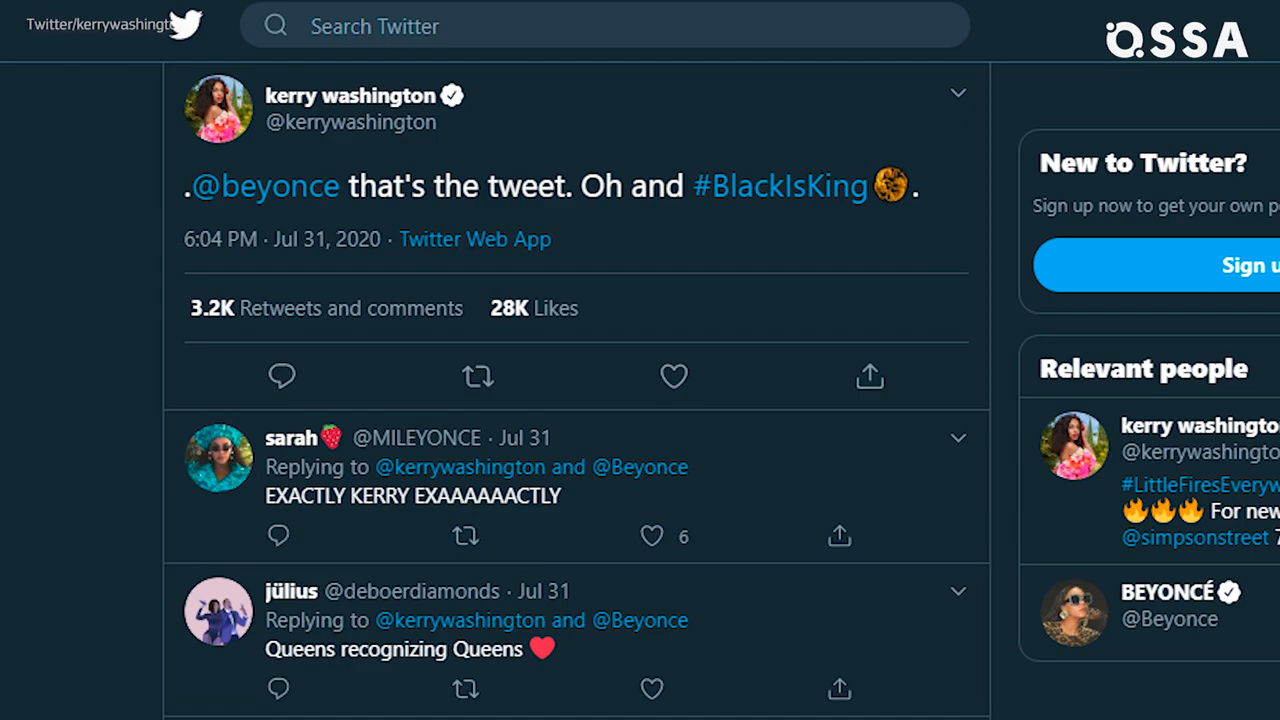 Twitter/kerrywashingto
Search Twitter
QSSA
kerry washington
@kerrywashington
.@beyonce that's the tweet. Oh and #BlackIsKing.
6:04 PM · Jul 31, 2020 · Twitter Web App
3.2K Retweets and comments 28K Likes
sarah @MILEYONCE · Jul 31
Replying to @kerrywashington and @Beyonce
EXACTLY KERRY EXAAAAAACTLY
6
jülius @deboerdiamonds · Jul 31
Replying to @kerrywashington and @Beyonce
Queens recognizing Queens
New to Twitter?
Sign up now to get your own p
Sign u
Relevant people
kerry washingto
@kerrywashingto
#LittleFiresEveryw
For new
@simpsonstreet 7
BEYONCÉ
@Beyonce